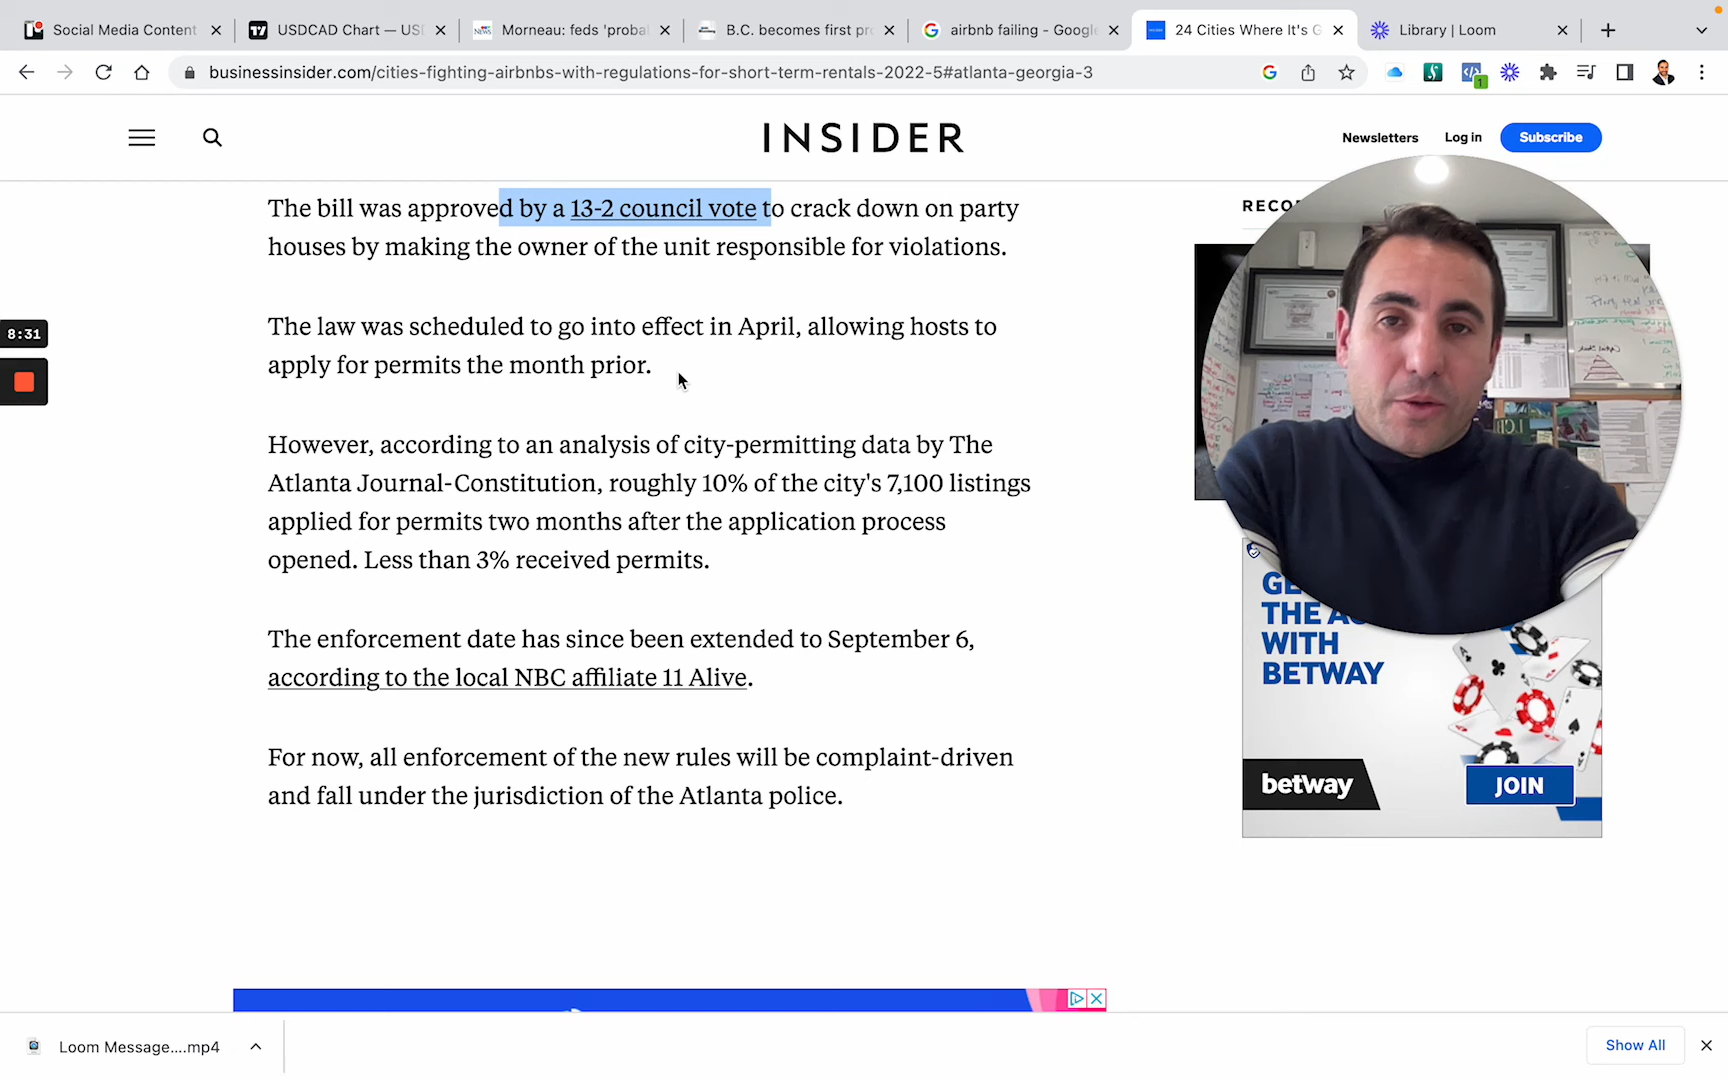 Social Media Content
USDCAD Chart — US
Morneau: feds 'proba
B.C. becomes first pr
airbnb failing - Google
24 Cities Where It's G
Library | Loom
businessinsider.com/cities-fighting-airbnbs-with-regulations-for-short-term-rentals-2022-5#atlanta-georgia-3
1
INSIDER
Newsletters
Log in
Subscribe
The bill was approved by a 13-2 council vote to crack down on party
houses by making the owner of the unit responsible for violations.
RECO
8:31
The law was scheduled to go into effect in April, allowing hosts to
apply for permits the month prior.
However, according to an analysis of city-permitting data by The
Atlanta Journal-Constitution, roughly 10% of the city's 7,100 listings
applied for permits two months after the application process
opened. Less than 3% received permits.
The enforcement date has since been extended to September 6,
according to the local NBC affiliate 11 Alive.
For now, all enforcement of the new rules will be complaint-driven
and fall under the jurisdiction of the Atlanta police.
GE
THE A
WITH
BETWAY
betway
JOIN
Loom Message....mp4
Show All